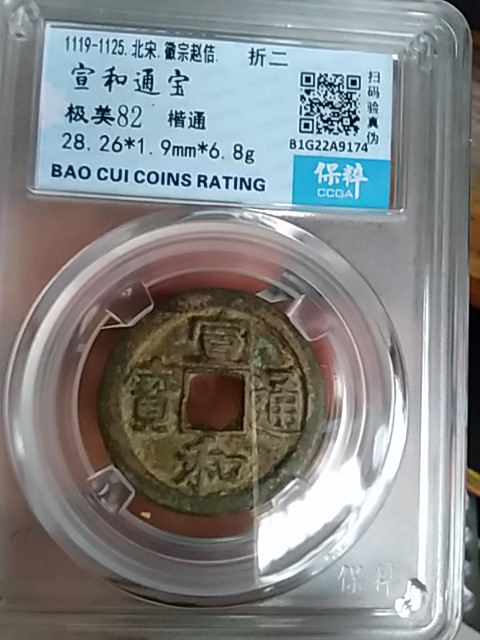 1119-1125.北宋.徽宗赵佶. 折二
宣和通宝
极美82 楷通
28.26*1.9mm*6.8g
BAO CUI COINS RATING
扫码验真伪
B1G22A9174
保粹
CCGA
宣
寶 通
和
保粹